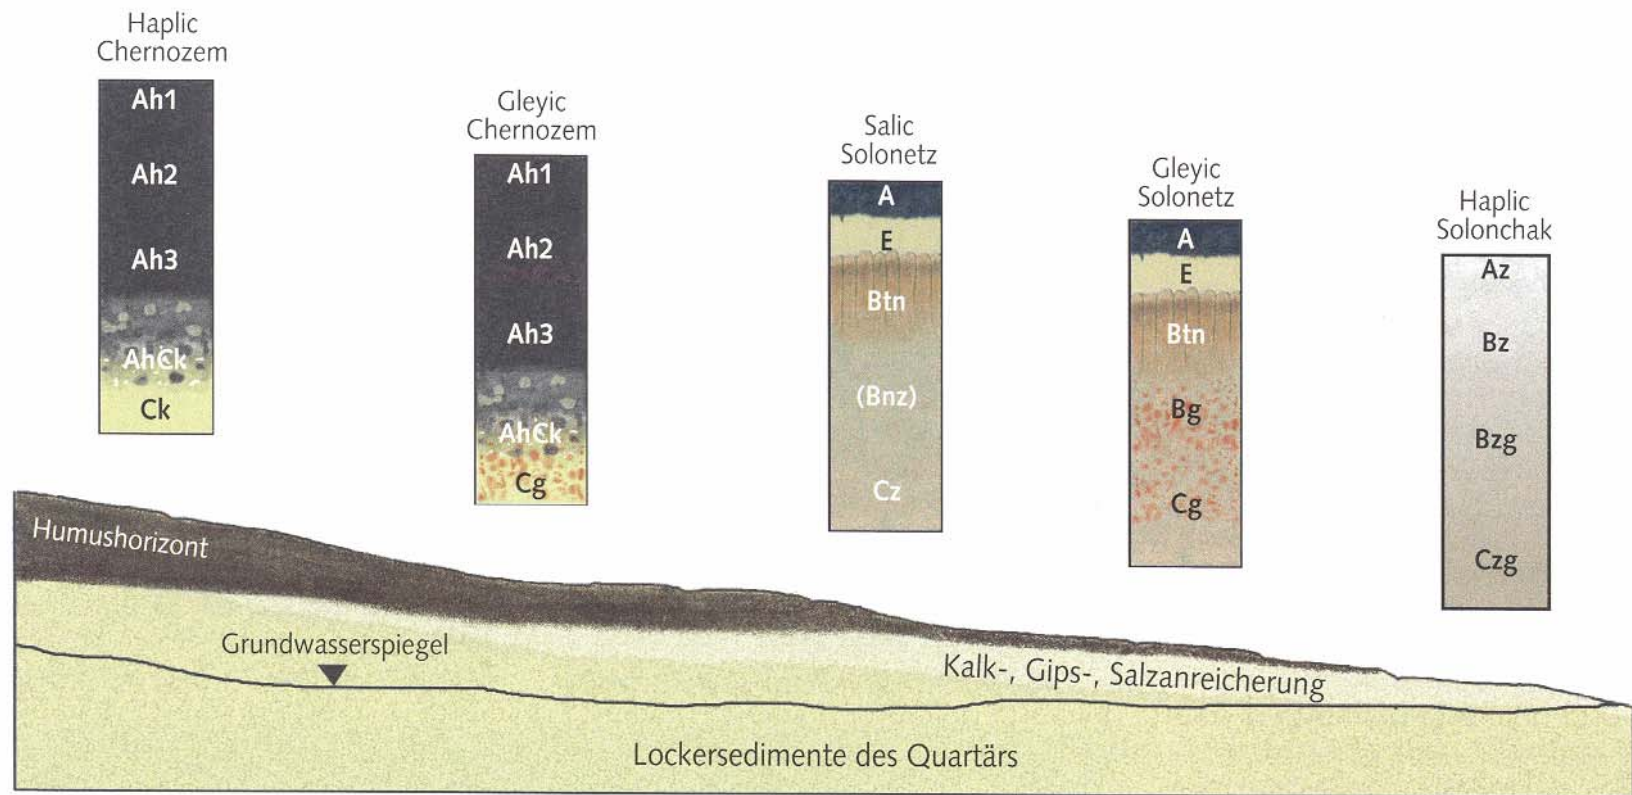 Haplic
Chernozem
Ah1
Ah2
Ah3
AhCk
Ck
Gleyic
Chernozem
Ah1
Ah2
Ah3
AhCk
Cg
Salic
Solonetz
A
E
Btn
(Bnz)
Cz
Gleyic
Solonetz
A
E
Btn
Bg
Cg
Haplic
Solonchak
Az
Bz
Bzg
Czg
Humushorizont
Grundwasserspiegel
Kalk-, Gips-, Salzanreicherung
Lockersedimente des Quartärs